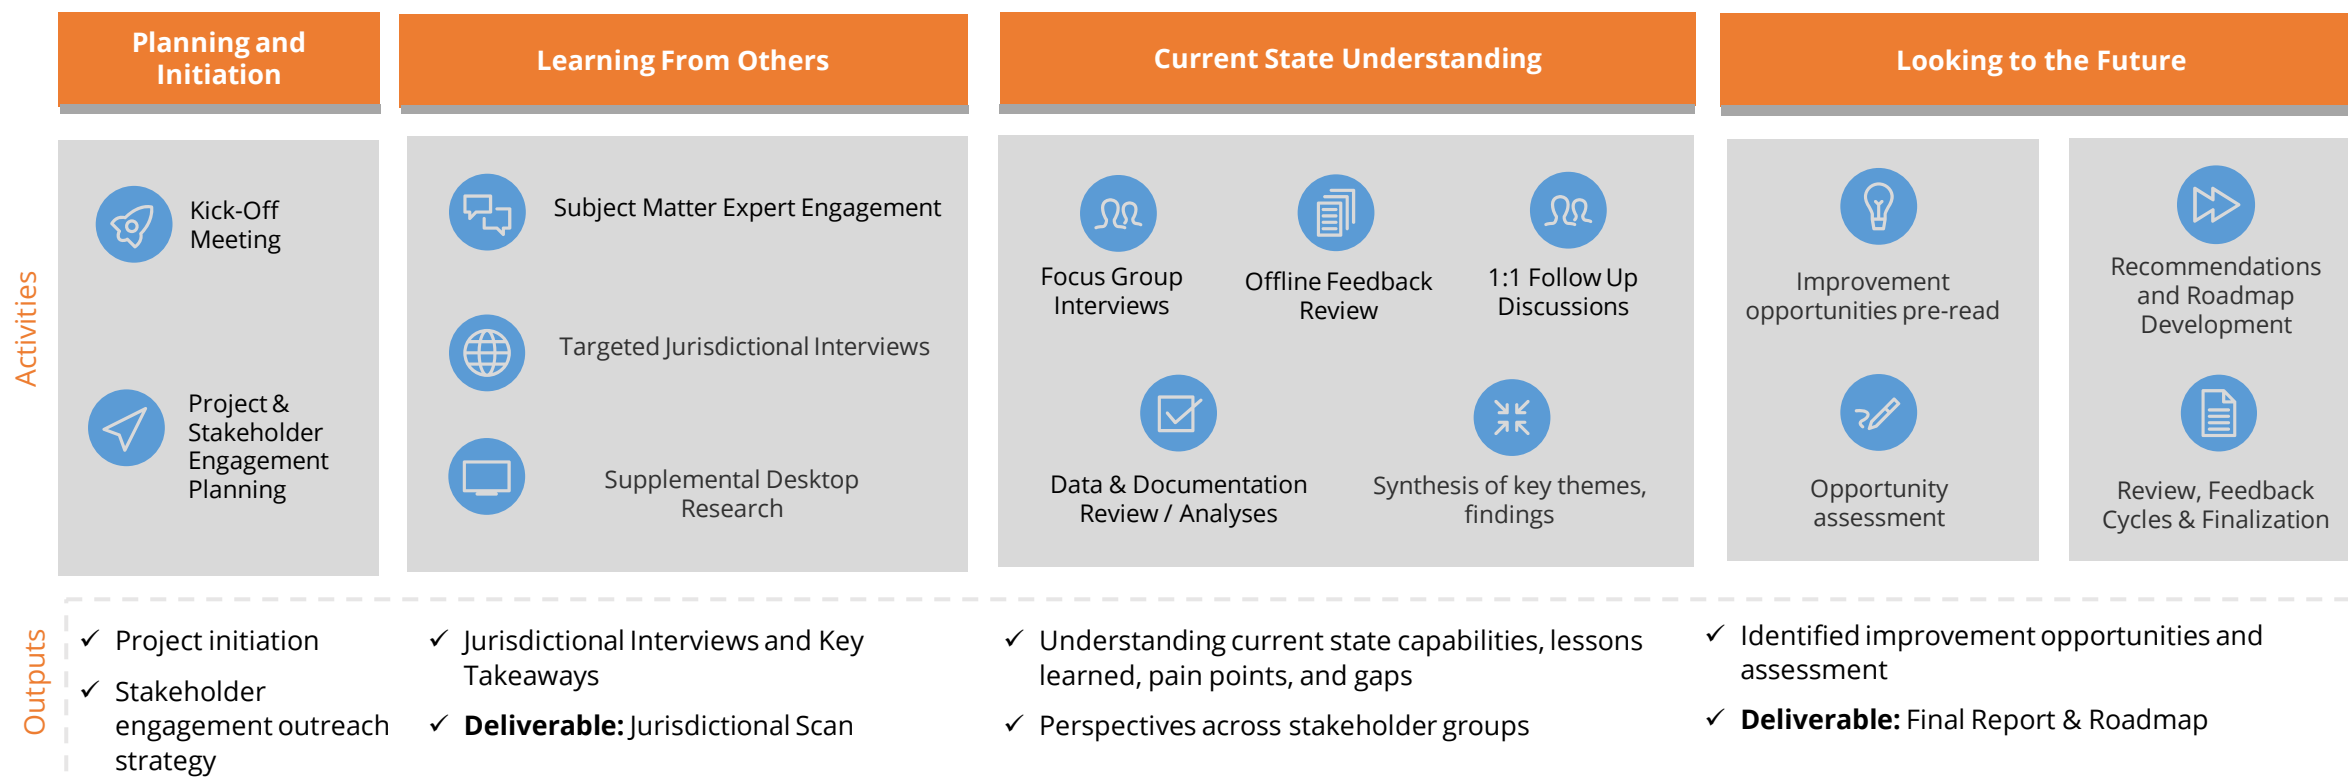 Planning and
Initiation
Learning From Others
Current State Understanding
Looking to the Future
Activities
Kick-Off
Meeting
Project &
Stakeholder
Engagement
Planning
Subject Matter Expert Engagement
Targeted Jurisdictional Interviews
Supplemental Desktop
Research
Focus Group
Interviews
Offline Feedback
Review
1:1 Follow Up
Discussions
Data & Documentation
Review / Analyses
Synthesis of key themes,
findings
Improvement
opportunities pre-read
Opportunity
assessment
Recommendations
and Roadmap
Development
Review, Feedback
Cycles & Finalization
Outputs
✓ Project initiation
✓ Stakeholder
engagement outreach
strategy
✓ Jurisdictional Interviews and Key
Takeaways
✓ Deliverable: Jurisdictional Scan
✓ Understanding current state capabilities, lessons
learned, pain points, and gaps
✓ Perspectives across stakeholder groups
✓ Identified improvement opportunities and
assessment
✓ Deliverable: Final Report & Roadmap